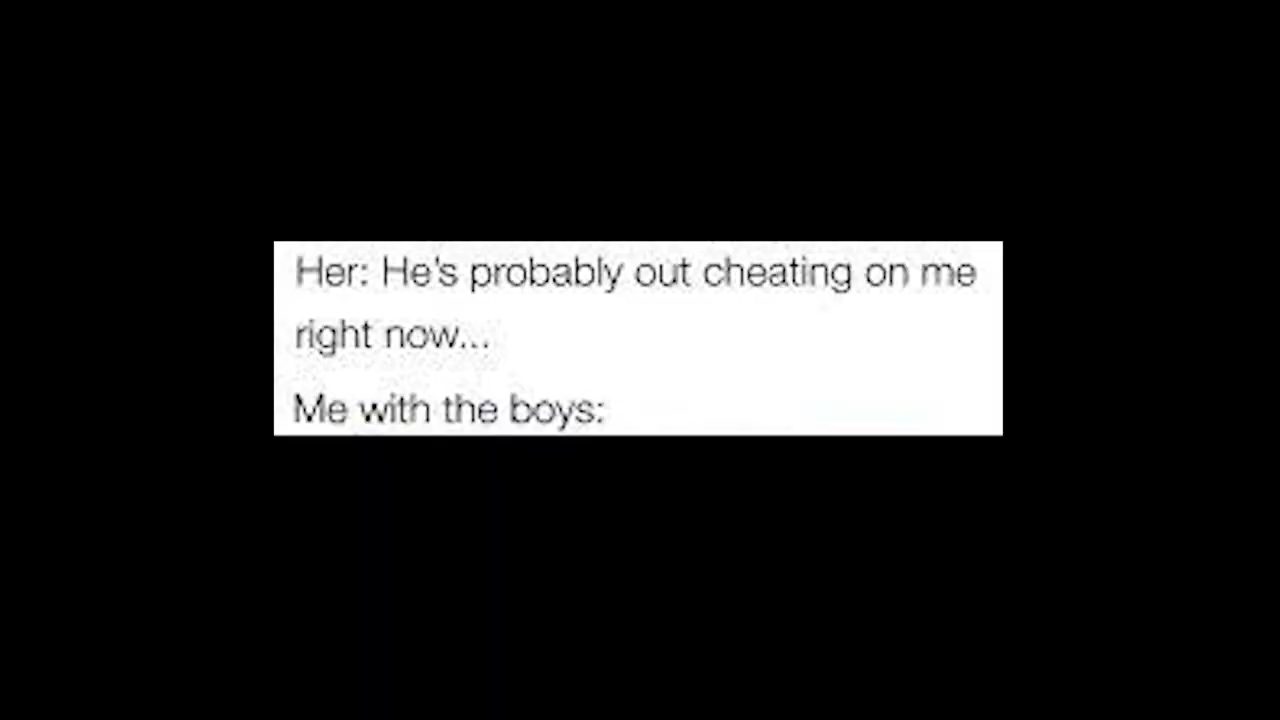 Her: He's probably out cheating on me
right now...
Me with the boys: